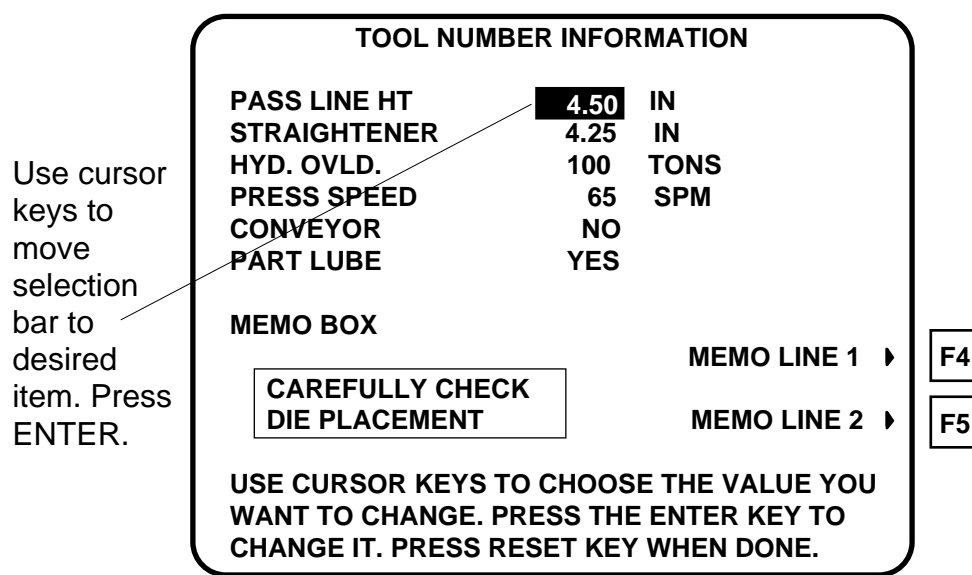 TOOL NUMBER INFORMATION
PASS LINE HT 4.50 IN
STRAIGHTENER 4.25 IN
HYD. OVLD. 100 TONS
PRESS SPEED 65 SPM
CONVEYOR NO
PART LUBE YES
Use cursor
keys to
move
selection
bar to
desired
item. Press
ENTER.
MEMO BOX
MEMO LINE 1 F4
CAREFULLY CHECK
DIE PLACEMENT
MEMO LINE 2 F5
USE CURSOR KEYS TO CHOOSE THE VALUE YOU
WANT TO CHANGE. PRESS THE ENTER KEY TO
CHANGE IT. PRESS RESET KEY WHEN DONE.